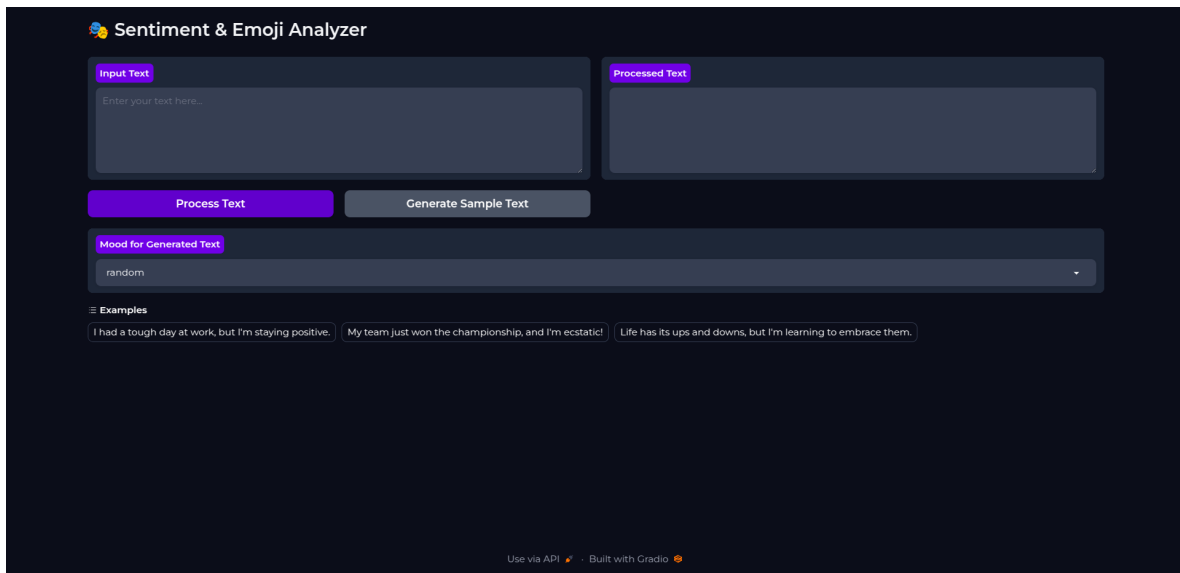 🎭 Sentiment & Emoji Analyzer
Input Text
Enter your text here...
Processed Text
Process Text
Generate Sample Text
Mood for Generated Text
random
Examples
I had a tough day at work, but I'm staying positive.
My team just won the championship, and I'm ecstatic!
Life has its ups and downs, but I'm learning to embrace them.
Use via API 🚀 · Built with Gradio